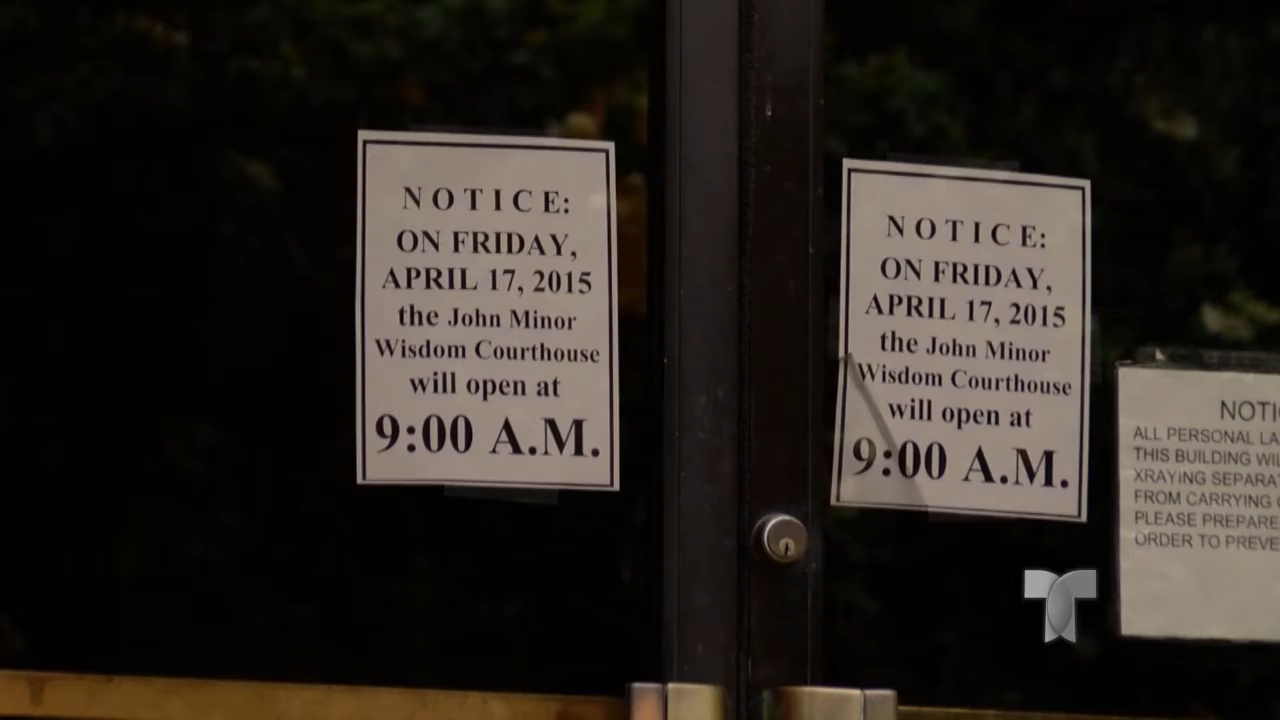 NOTICE:
ON FRIDAY,
APRIL 17, 2015
the John Minor
Wisdom Courthouse
will open at
9:00 A.M.
NOTICE:
ON FRIDAY,
APRIL 17, 2015
the John Minor
Wisdom Courthouse
will open at
9:00 A.M.
ALL PERSONAL
THIS BUILDING
XRAYING
FROM CARRYING
PLEASE PREPARE
ORDER TO